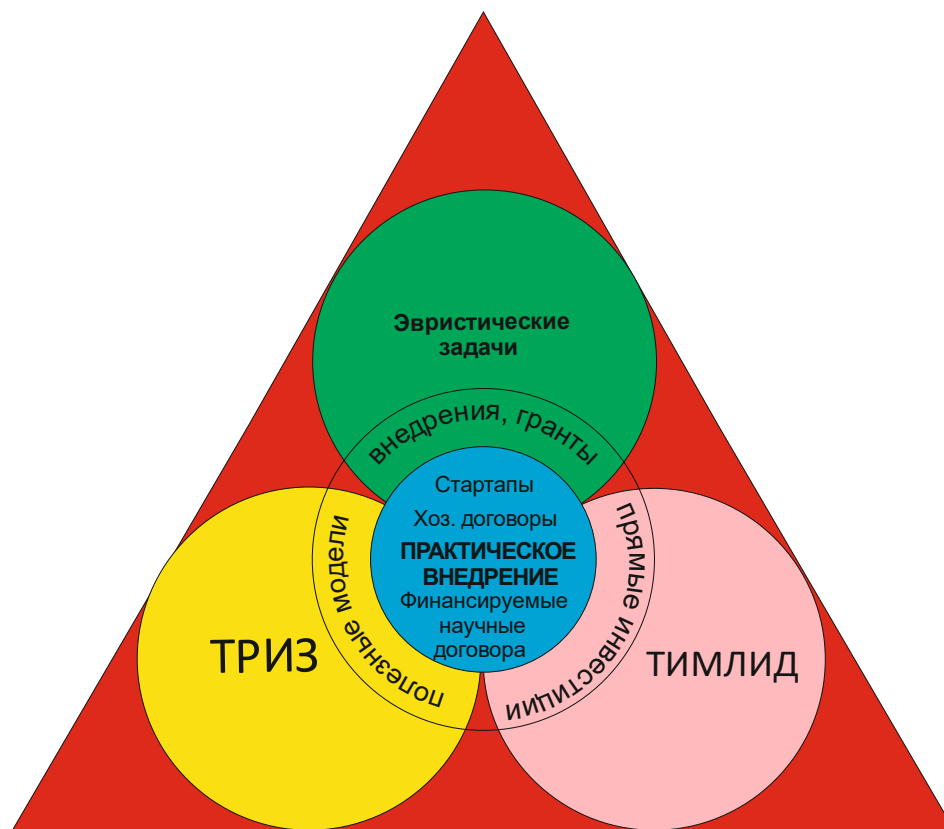 Эвристические
задачи
внедрения, гранты
Стартапы
Хоз. договоры
ПРАКТИЧЕСКОЕ
ВНЕДРЕНИЕ
Финансируемые
научные
договора
полезные модели
прямые инвестиции
ТРИЗ
ТИМЛИД